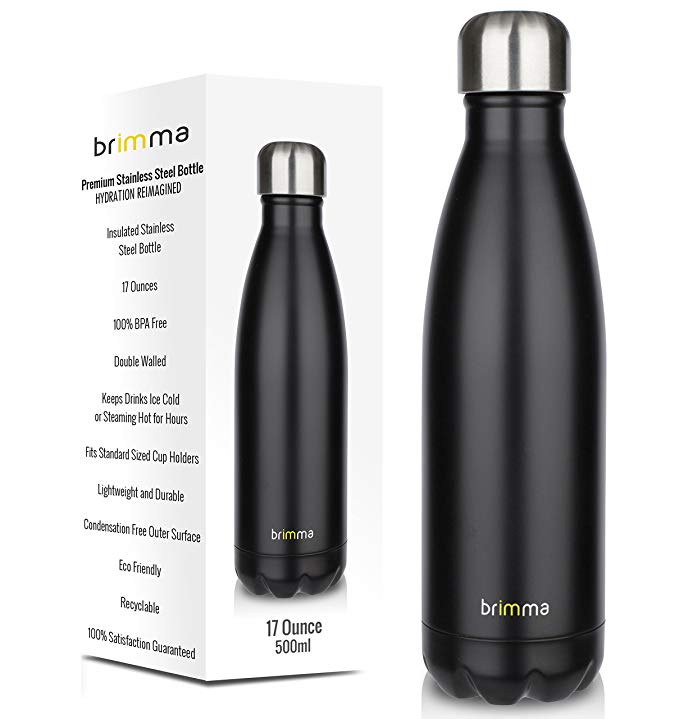 brimma
Premium Stainless Steel Bottle
HYDRATION REIMAGINED
Insulated Stainless
Steel Bottle
17 Ounces
100% BPA Free
Double Walled
Keeps Drinks Ice Cold
or Steaming Hot for Hours
Fits Standard Sized Cup Holders
Lightweight and Durable
Condensation Free Outer Surface
Eco Friendly
Recyclable
100% Satisfaction Guaranteed
brimma
17 Ounce
500ml
brimma